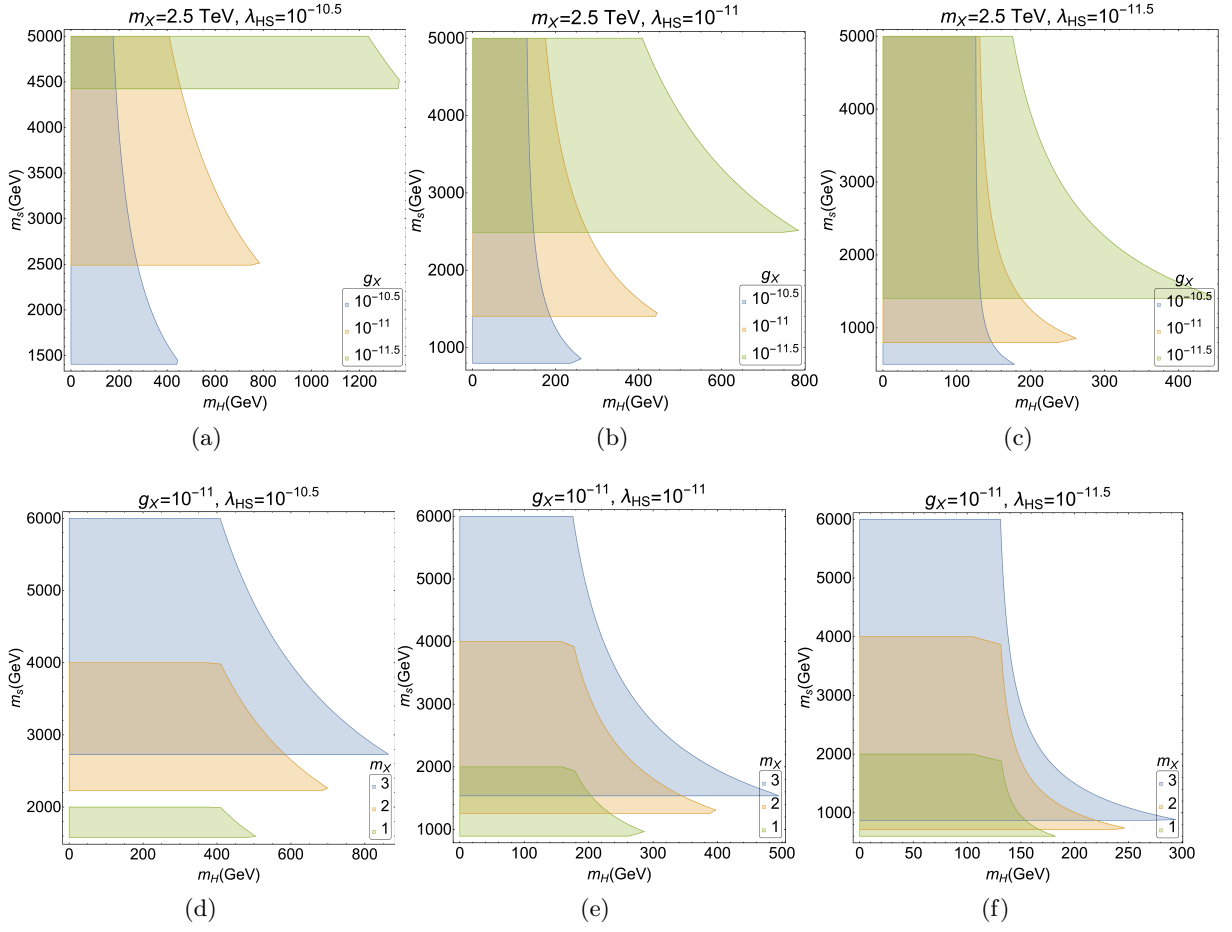 m_X=2.5 TeV, λ_HS=10^-10.5
5000
4500
4000
3500
3000
2500
2000
1500
m_s(GeV)
0 200 400 600 800 1000 1200
m_H(GeV)
g_X
10^-10.5
10^-11
10^-11.5
(a)
m_X=2.5 TeV, λ_HS=10^-11
5000
4000
3000
2000
1000
m_s(GeV)
0 200 400 600 800
m_H(GeV)
g_X
10^-10.5
10^-11
10^-11.5
(b)
m_X=2.5 TeV, λ_HS=10^-11.5
5000
4000
3000
2000
1000
m_s(GeV)
0 100 200 300 400
m_H(GeV)
g_X
10^-10.5
10^-11
10^-11.5
(c)
g_X=10^-11, λ_HS=10^-10.5
6000
5000
4000
3000
2000
m_s(GeV)
0 200 400 600 800
m_H(GeV)
m_X
3
2
1
(d)
g_X=10^-11, λ_HS=10^-11
6000
5000
4000
3000
2000
1000
m_s(GeV)
0 100 200 300 400 500
m_H(GeV)
m_X
3
2
1
(e)
g_X=10^-11, λ_HS=10^-11.5
6000
5000
4000
3000
2000
1000
m_s(GeV)
0 50 100 150 200 250 300
m_H(GeV)
m_X
3
2
1
(f)